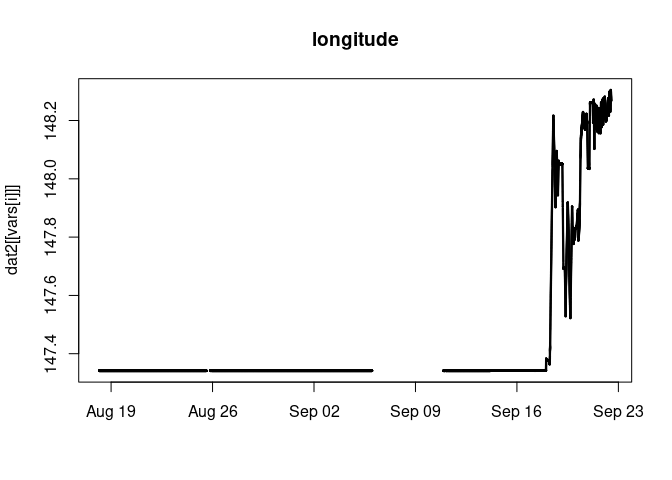 longitude
dat2[[vars[i]]]
148.2
148.0
147.8
147.6
147.4
Aug 19
Aug 26
Sep 02
Sep 09
Sep 16
Sep 23